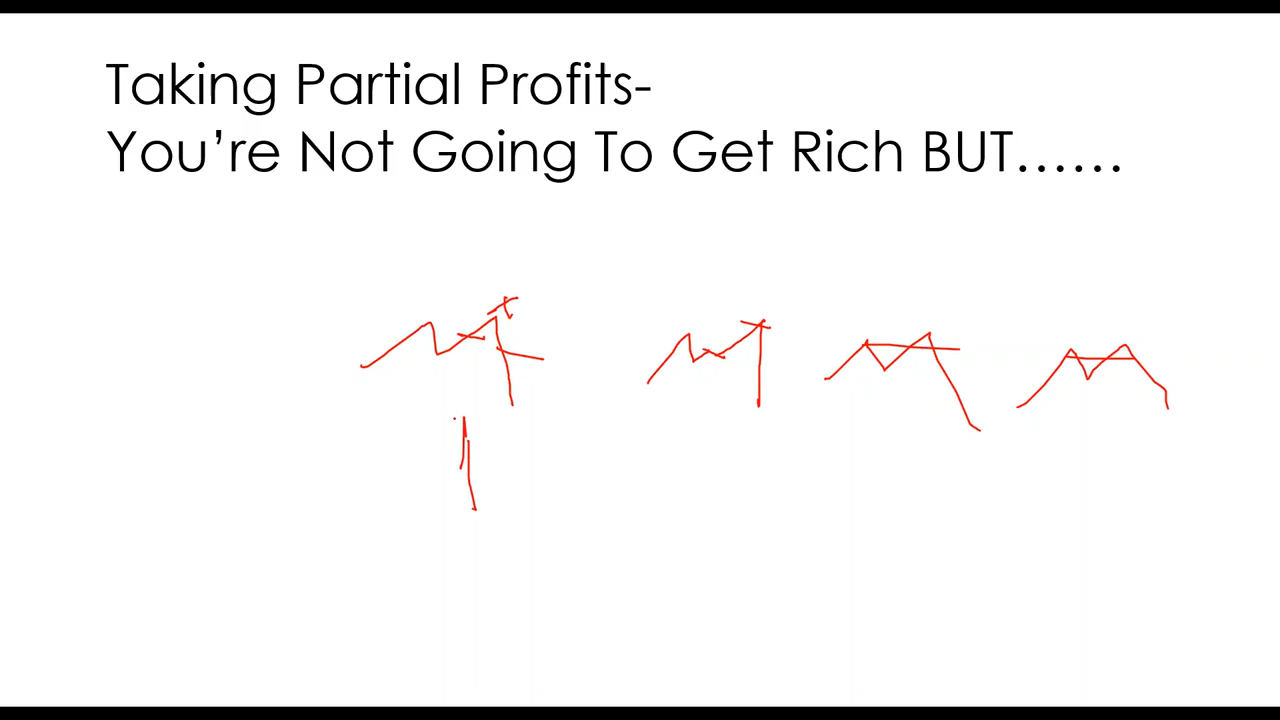 Taking Partial Profits-
You’re Not Going To Get Rich BUT......